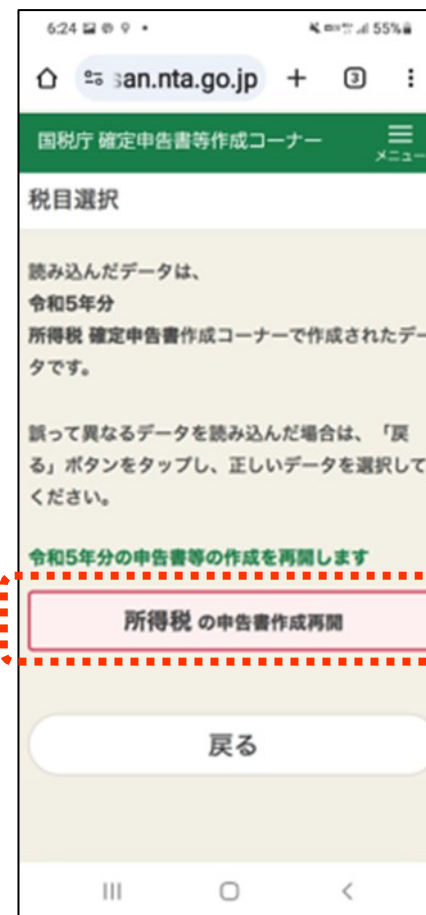 6:24
55%
san.nta.go.jp
3
国税庁 確定申告書等作成コーナー
メニュー
税目選択
読み込んだデータは、
令和5年分
所得税 確定申告書作成コーナーで作成されたデー
タです。
誤って異なるデータを読み込んだ場合は、「戻
る」ボタンをタップし、正しいデータを選択して
ください。
令和5年分の申告書等の作成を再開します
所得税 の申告書作成再開
戻る